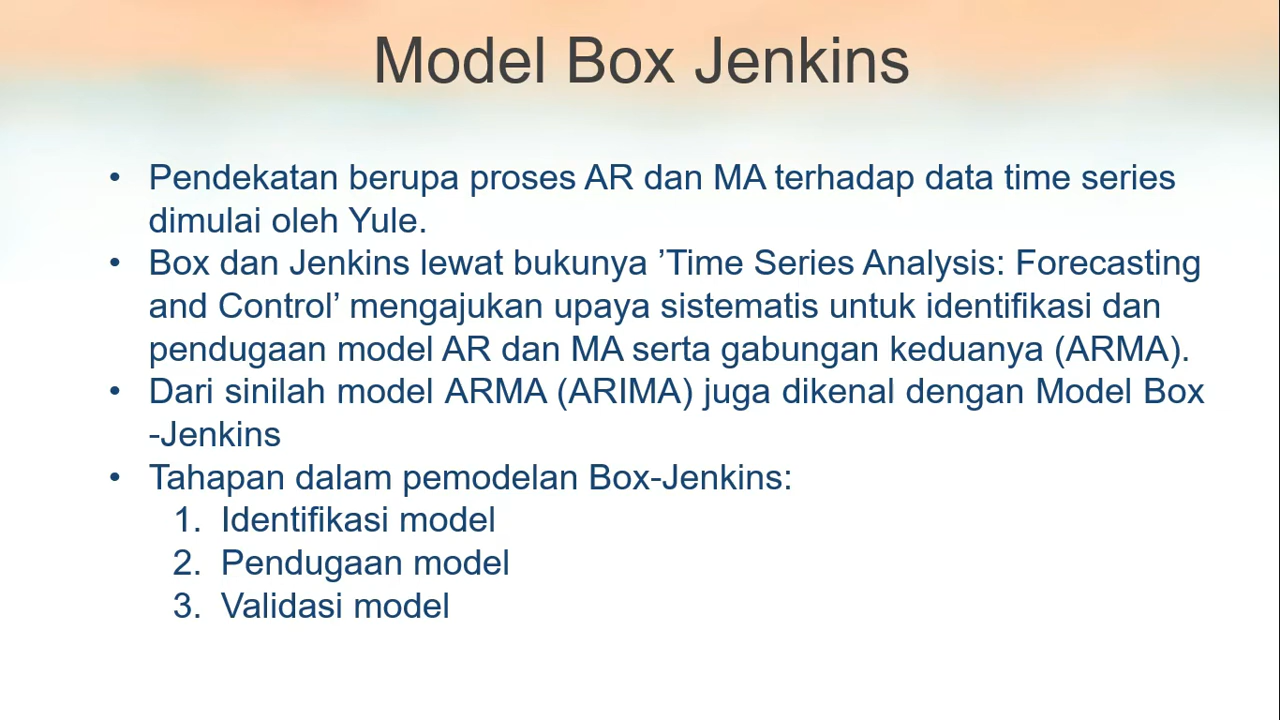 Model Box Jenkins
• Pendekatan berupa proses AR dan MA terhadap data time series
dimulai oleh Yule.
• Box dan Jenkins lewat bukunya ’Time Series Analysis: Forecasting
and Control’ mengajukan upaya sistematis untuk identifikasi dan
pendugaan model AR dan MA serta gabungan keduanya (ARMA).
• Dari sinilah model ARMA (ARIMA) juga dikenal dengan Model Box
-Jenkins
• Tahapan dalam pemodelan Box-Jenkins:
1. Identifikasi model
2. Pendugaan model
3. Validasi model